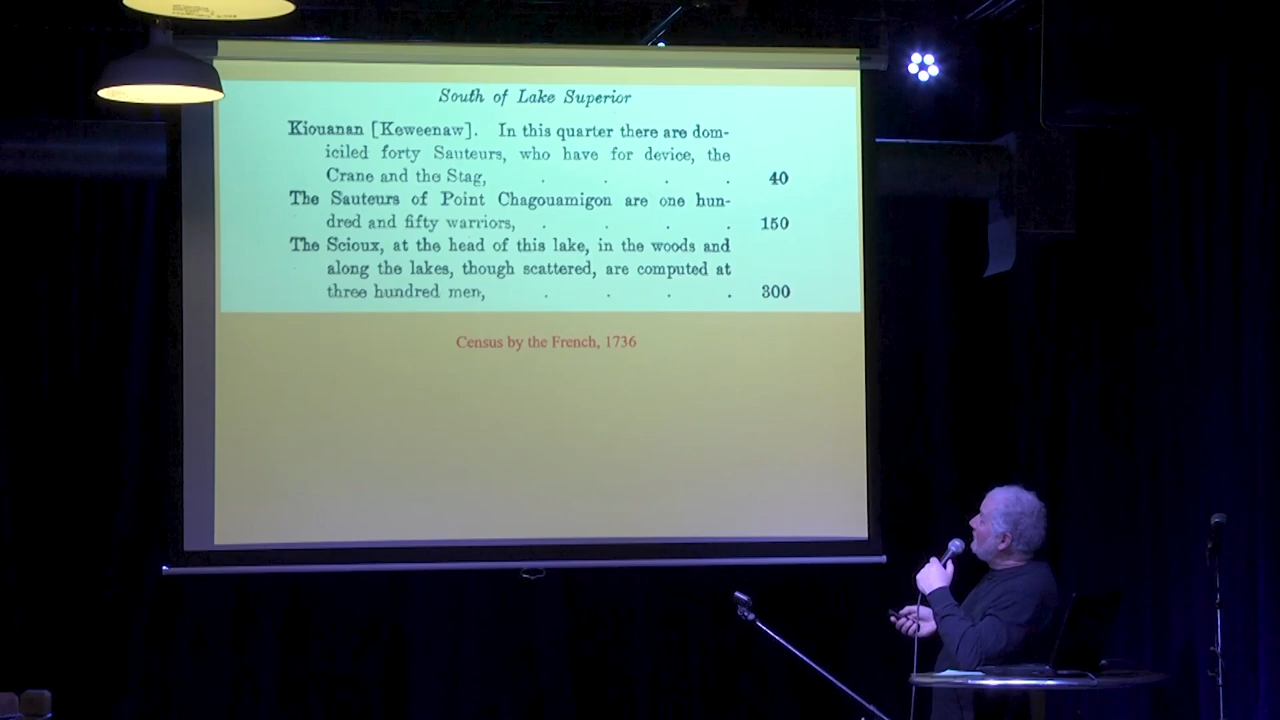 South of Lake Superior
Kiouanan [Keweenaw]. In this quarter there are dom-
iciled forty Sauteurs, who have for device, the
Crane and the Stag, . . . . 40
The Sauteurs of Point Chagouamigon are one hun-
dred and fifty warriors, . . . . 150
The Scioux, at the head of this lake, in the woods and
along the lakes, though scattered, are computed at
three hundred men, . . . . 300
Census by the French, 1736